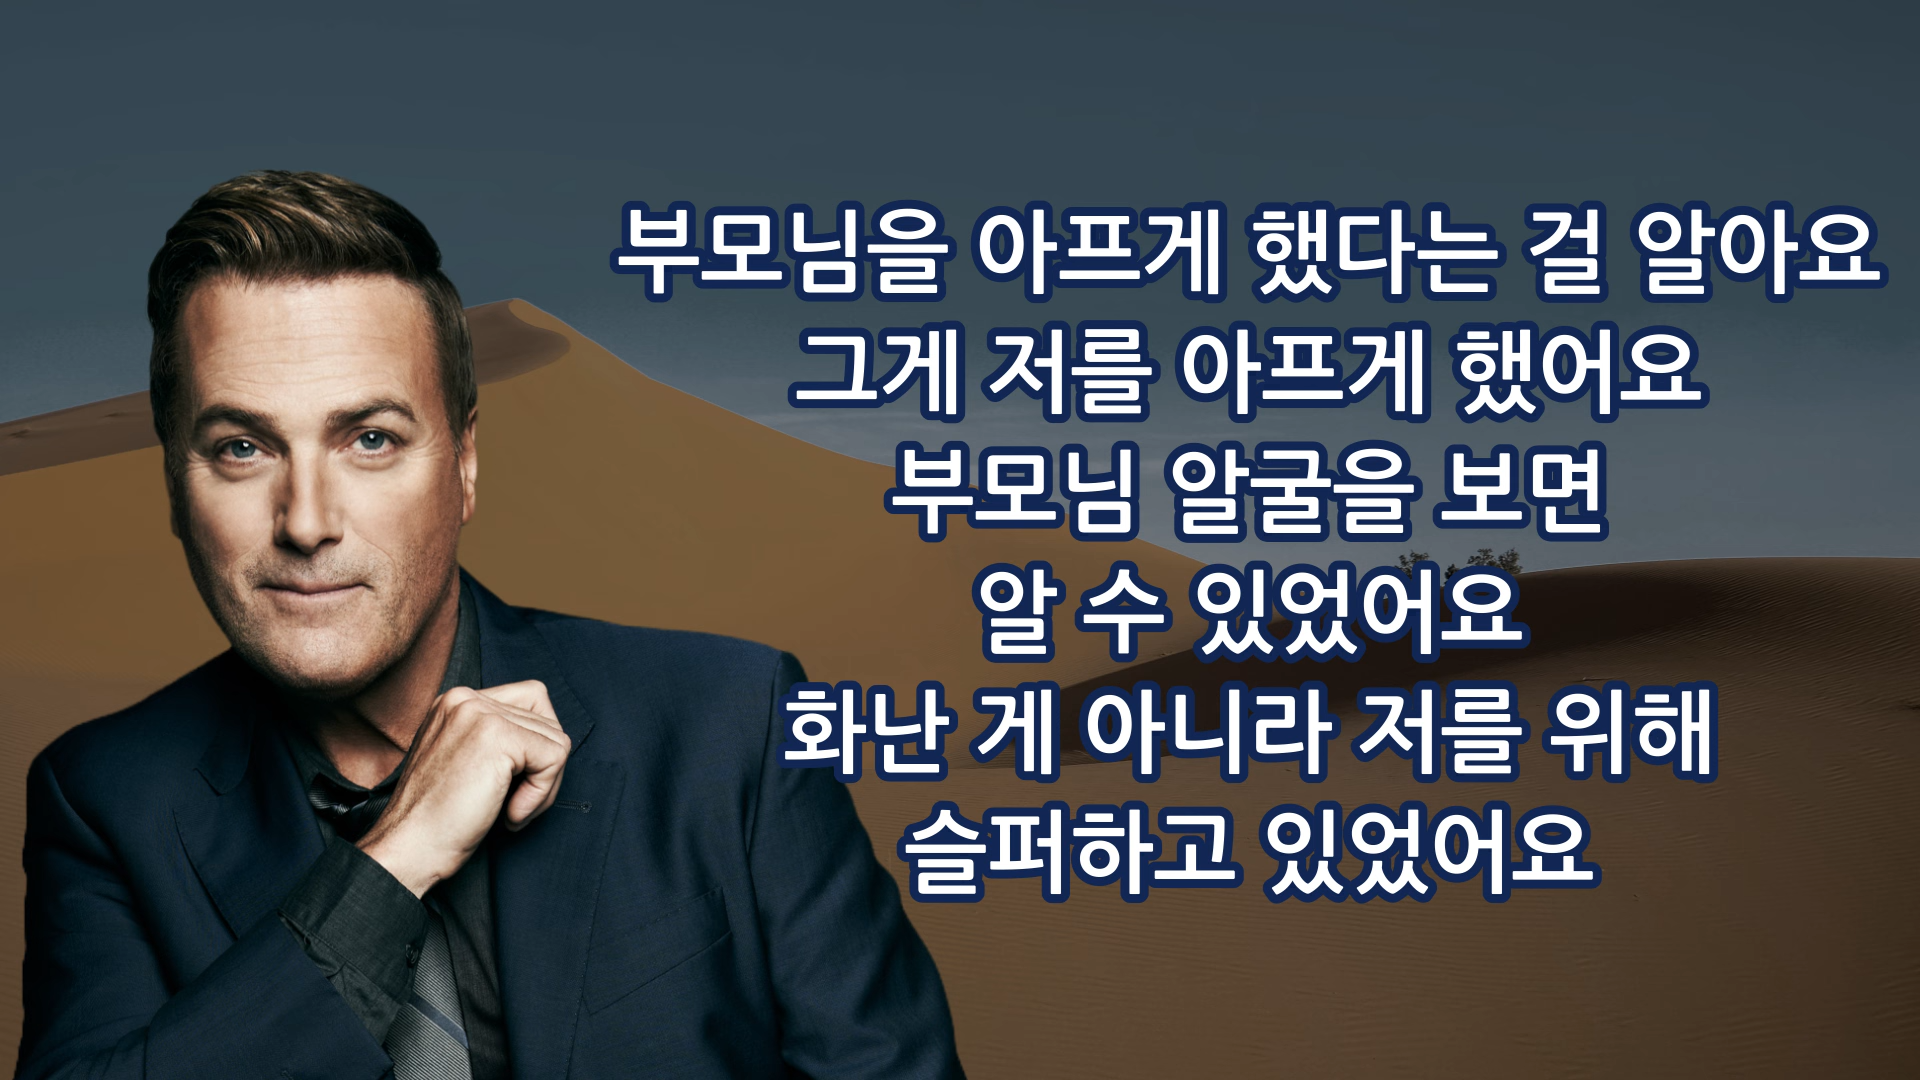 부모님을 아프게 했다는 걸 알아요
그게 저를 아프게 했어요
부모님 얼굴을 보면
알 수 있었어요
화난 게 아니라 저를 위해
슬퍼하고 있었어요